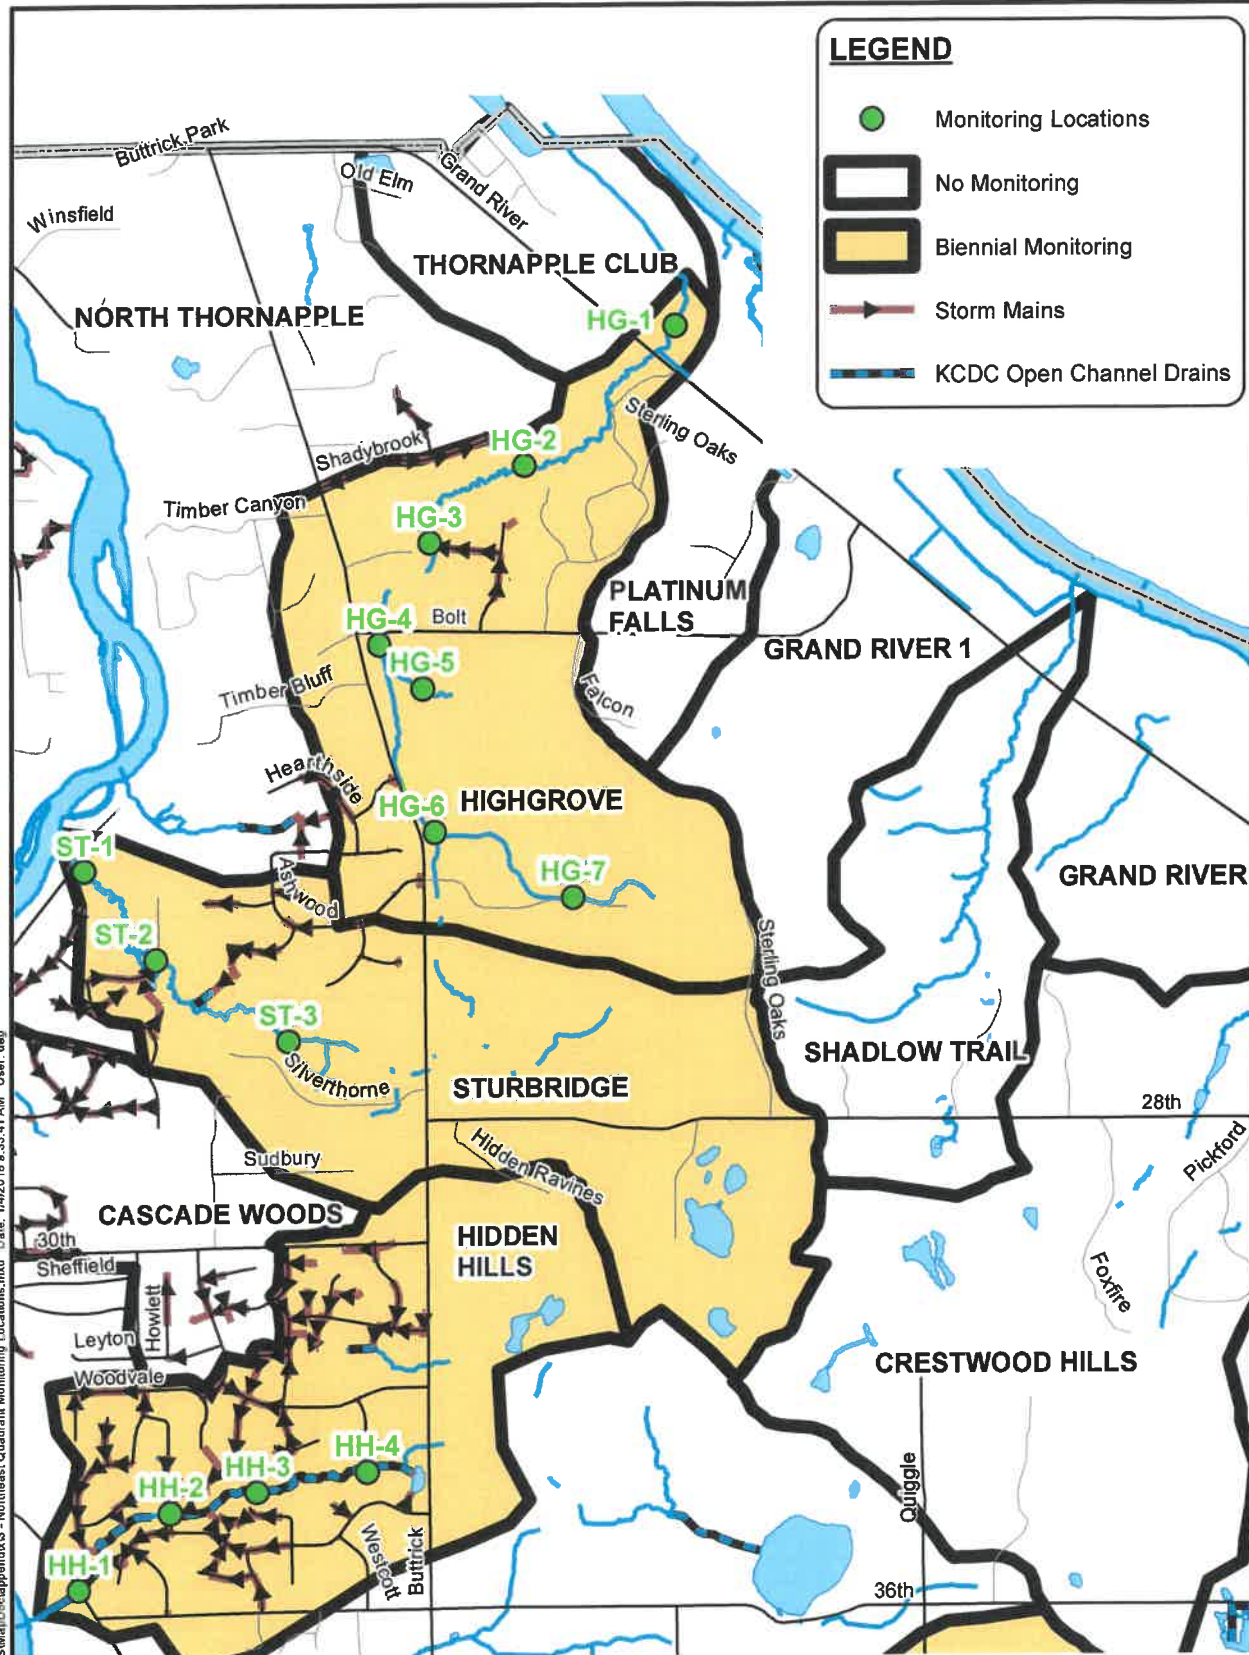 LEGEND
Monitoring Locations
No Monitoring
Biennial Monitoring
Storm Mains
KCDC Open Channel Drains
Buttrick Park
Old Elm
Grand River
Winsfield
THORNAPPLE CLUB
NORTH THORNAPPLE
HG-1
Sterling Oaks
Shadybrook
HG-2
Timber Canyon
HG-3
PLATINUM
FALLS
HG-4
Bolt
GRAND RIVER 1
HG-5
Timber Bluff
Falcon
Hearthside
HG-6
HIGHGROVE
ST-1
Ashwood
HG-7
GRAND RIVER
ST-2
Sterling Oaks
ST-3
Silverthorne
STURBRIDGE
SHADLOW TRAIL
28th
Hidden Ravines
Pickford
Sudbury
CASCADE WOODS
HIDDEN
HILLS
30th
Sheffield
Howlett
Foxfire
Leyton
Woodvale
CRESTWOOD HILLS
HH-4
HH-3
HH-2
Quiggle
Westcott
Buttrick
HH-1
36th
Northeast Quadrant Monitoring Locations.mxd